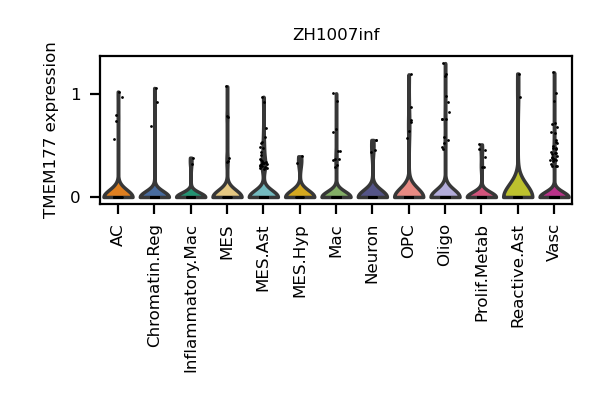 ZH1007inf
TMEM177 expression
1
0
AC
Chromatin.Reg
Inflammatory.Mac
MES
MES.Ast
MES.Hyp
Mac
Neuron
OPC
Oligo
Prolif.Metab
Reactive.Ast
Vasc